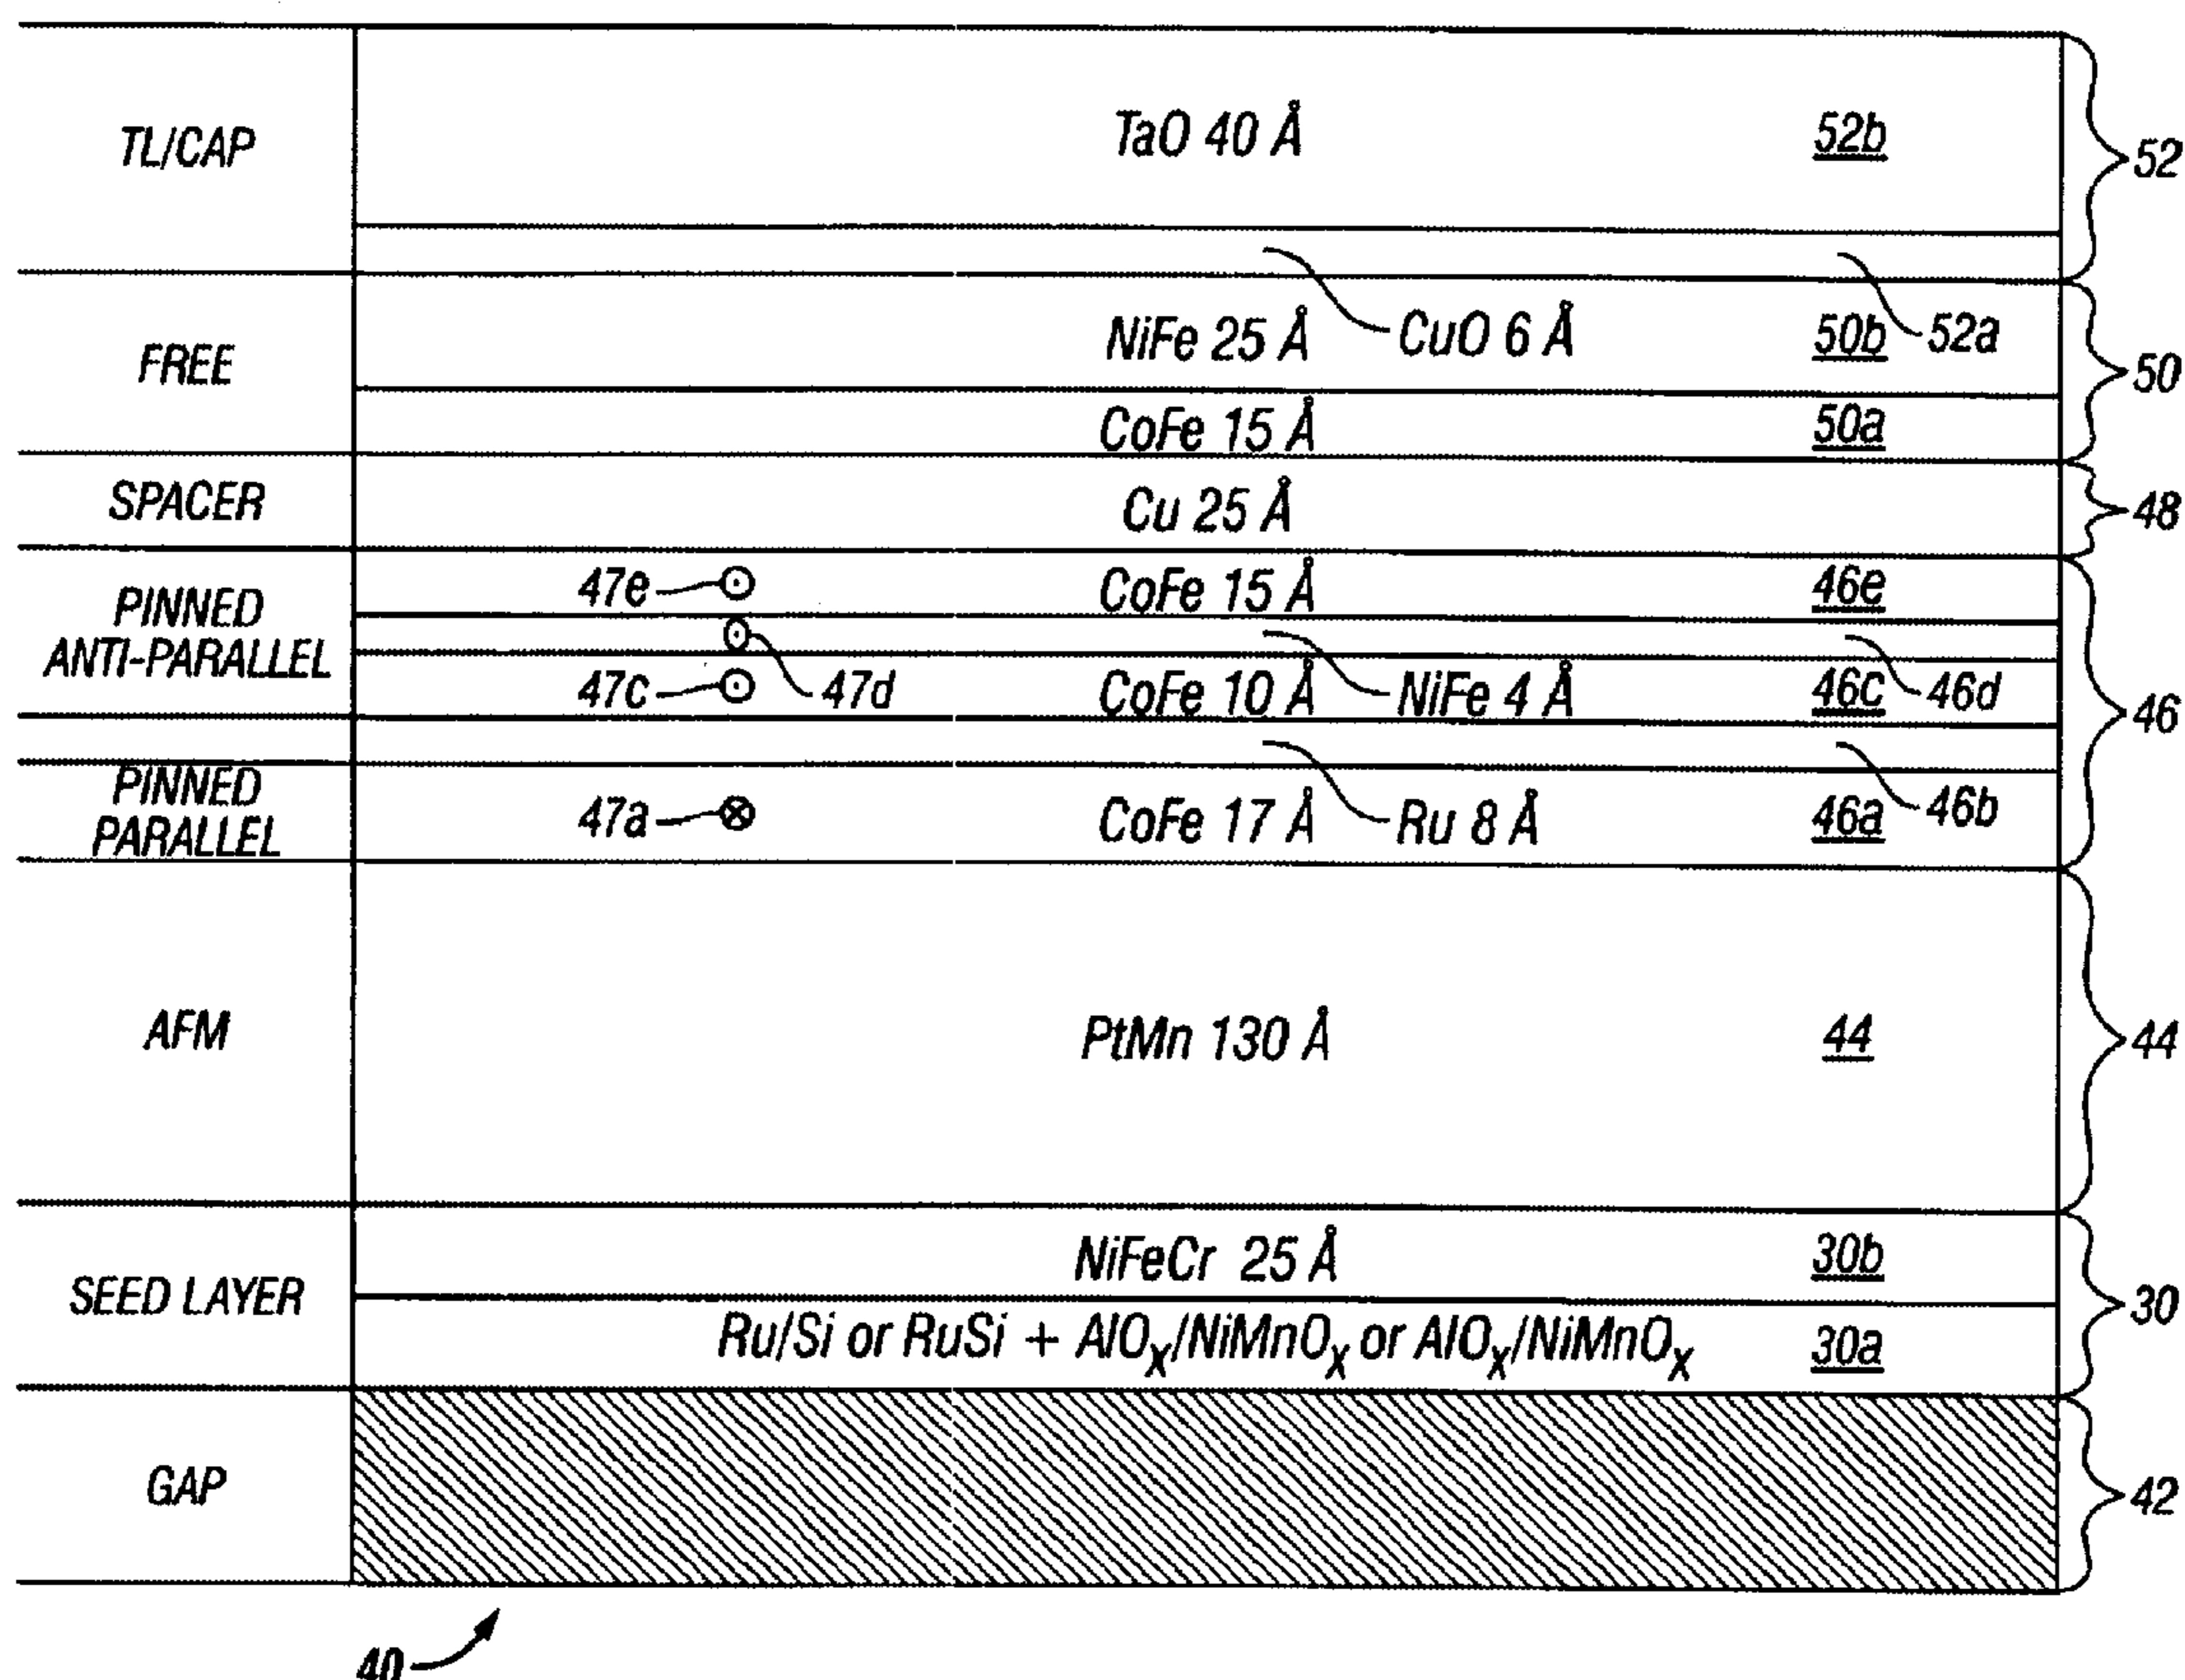 TL/CAP TaO 40 Å 52b 52
FREE NiFe 25 Å CuO 6 Å 50b 52a 50
CoFe 15 Å 50a
SPACER Cu 25 Å 48
PINNED ANTI-PARALLEL 47e CoFe 15 Å 46e
47c 47d CoFe 10 Å NiFe 4 Å 46c 46d 46
PINNED PARALLEL 47a CoFe 17 Å Ru 8 Å 46a 46b
AFM PtMn 130 Å 44 44
NiFeCr 25 Å 30b
SEED LAYER 30
Ru/Si or RuSi + AlOx/NiMnOx or AlOx/NiMnOx 30a
GAP 42
40